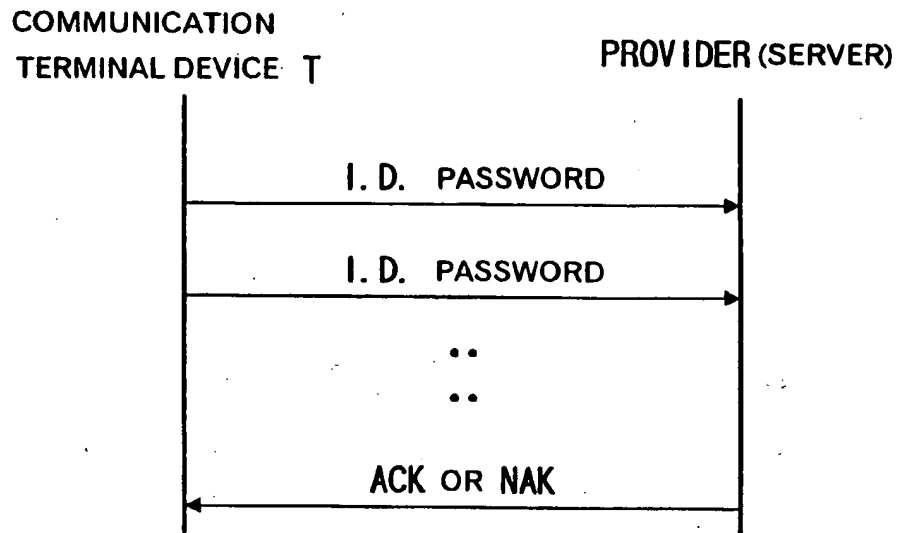 COMMUNICATION
TERMINAL DEVICE T
PROVIDER (SERVER)
I. D. PASSWORD
I. D. PASSWORD
ACK OR NAK